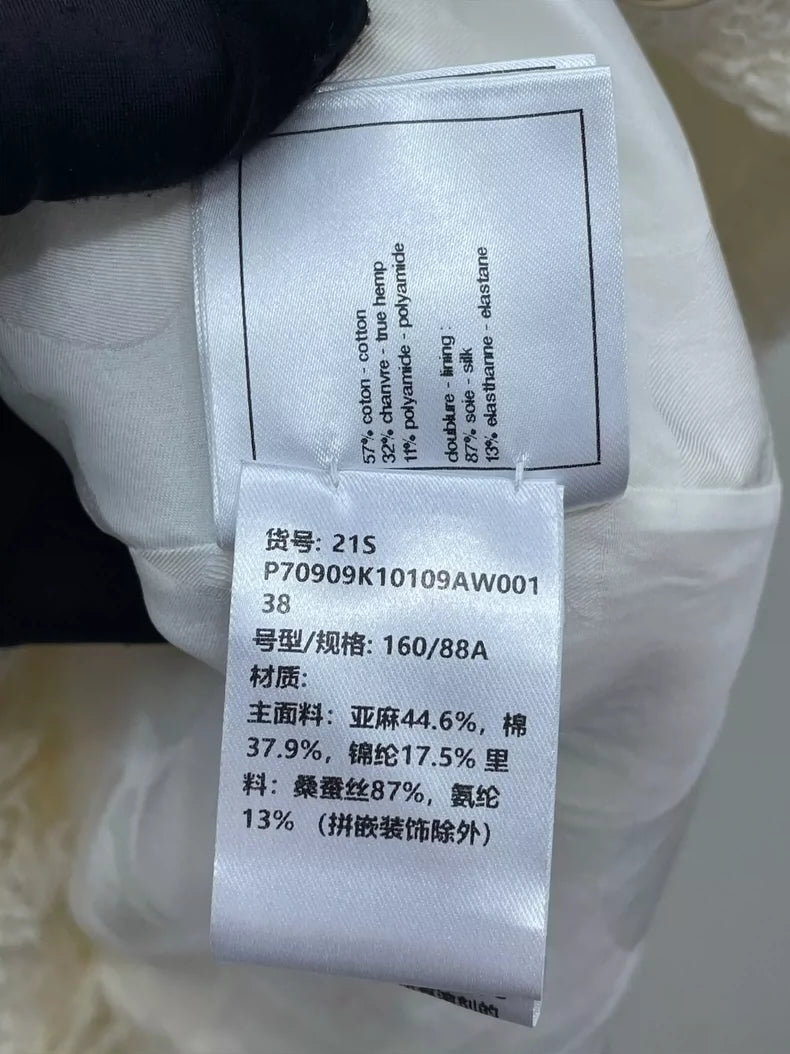 57% coton - cotton
32% chanvre - true hemp
11% polyamide - polyamide
doublure - lining :
87% soie - silk
13% elasthanne - elastane
货号: 21S
P70909K10109AW001
38
号型/规格: 160/88A
材质:
主面料：亚麻44.6%，棉
37.9%，锦纶17.5% 里
料：桑蚕丝87%，氨纶
13% （拼嵌装饰除外）